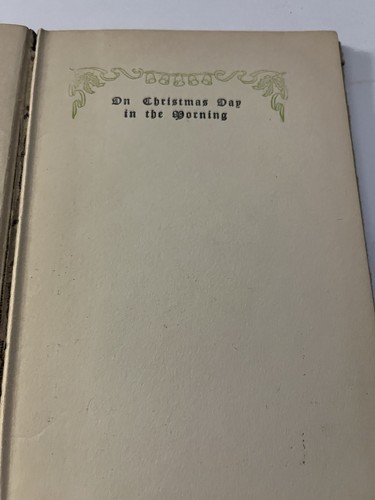 On Christmas Day
in the Morning